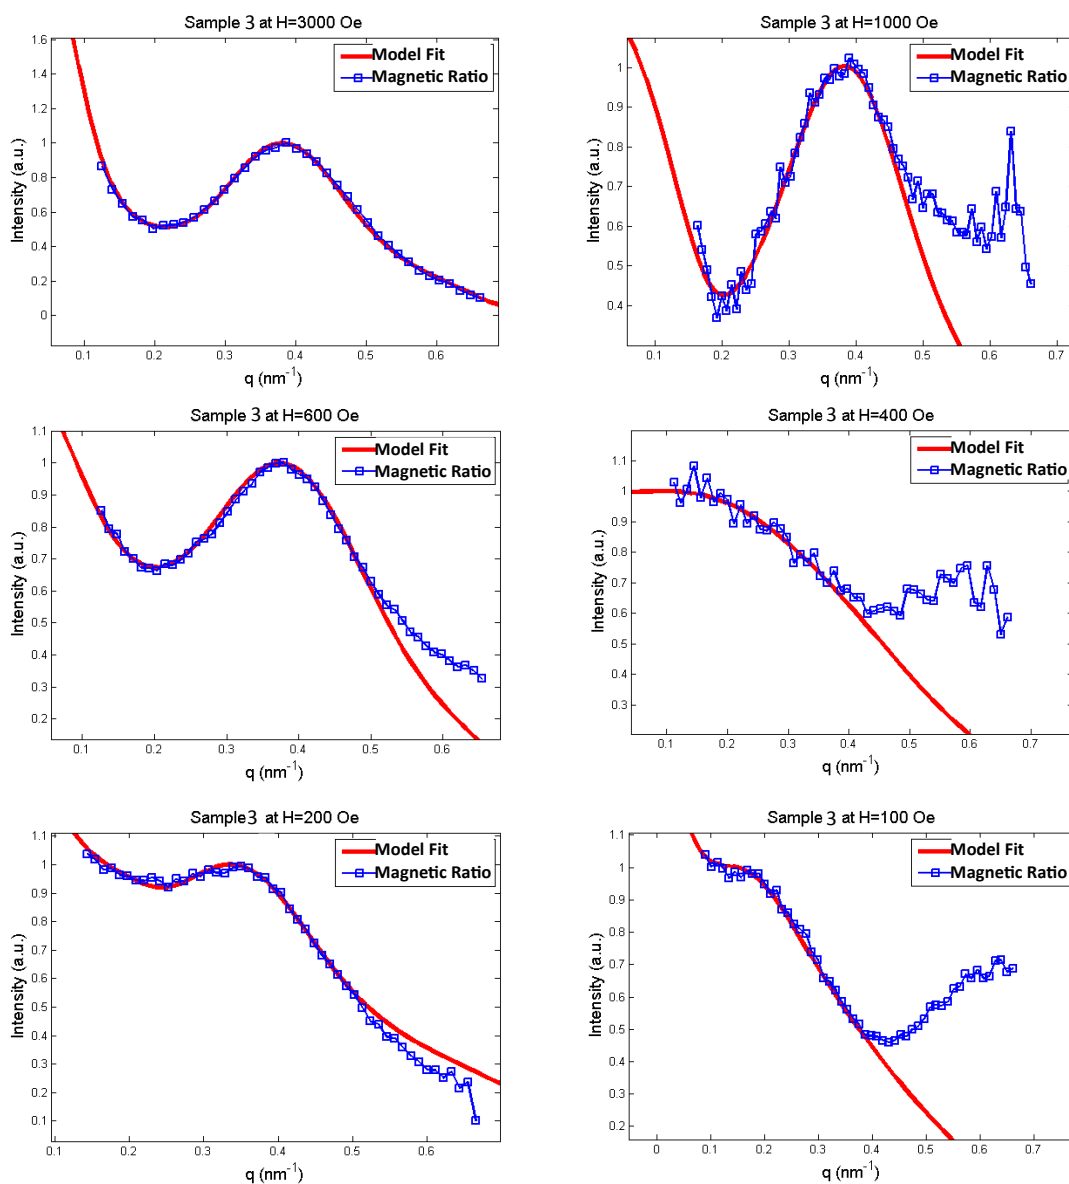 Sample 3 at H=3000 Oe
Model Fit
Magnetic Ratio
Intensity (a.u.)
1.6
1.4
1.2
1
0.8
0.6
0.4
0.2
0
0.1 0.2 0.3 0.4 0.5 0.6
q (nm⁻¹)
Sample 3 at H=1000 Oe
Model Fit
Magnetic Ratio
Intensity (a.u.)
1
0.9
0.8
0.7
0.6
0.5
0.4
0.1 0.2 0.3 0.4 0.5 0.6 0.7
q (nm⁻¹)
Sample 3 at H=600 Oe
Model Fit
Magnetic Ratio
Intensity (a.u.)
1.1
1
0.9
0.8
0.7
0.6
0.5
0.4
0.3
0.2
0.1 0.2 0.3 0.4 0.5 0.6
q (nm⁻¹)
Sample 3 at H=400 Oe
Model Fit
Magnetic Ratio
Intensity (a.u.)
1.1
1
0.9
0.8
0.7
0.6
0.5
0.4
0.3
0.1 0.2 0.3 0.4 0.5 0.6 0.7
q (nm⁻¹)
Sample 3 at H=200 Oe
Model Fit
Magnetic Ratio
Intensity (a.u.)
1.1
1
0.9
0.8
0.7
0.6
0.5
0.4
0.3
0.2
0.1
0.1 0.2 0.3 0.4 0.5 0.6
q (nm⁻¹)
Sample 3 at H=100 Oe
Model Fit
Magnetic Ratio
Intensity (a.u.)
1.1
1
0.9
0.8
0.7
0.6
0.5
0.4
0.3
0.2
0 0.1 0.2 0.3 0.4 0.5 0.6 0.7
q (nm⁻¹)